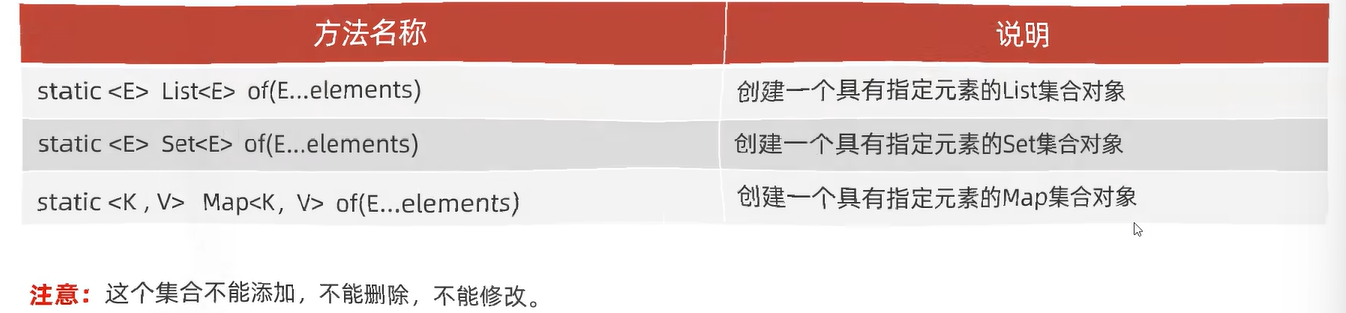 方法名称 说明
static <E> List<E> of(E...elements) 创建一个具有指定元素的List集合对象
static <E> Set<E> of(E...elements) 创建一个具有指定元素的Set集合对象
static <K , V> Map<K, V> of(E...elements) 创建一个具有指定元素的Map集合对象
注意：这个集合不能添加，不能删除，不能修改。